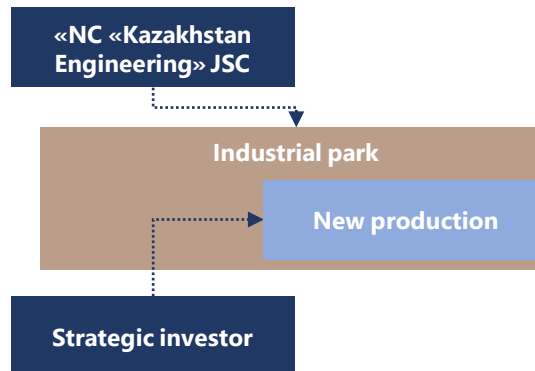 «NC «Kazakhstan
Engineering» JSC
Industrial park
New production
Strategic investor